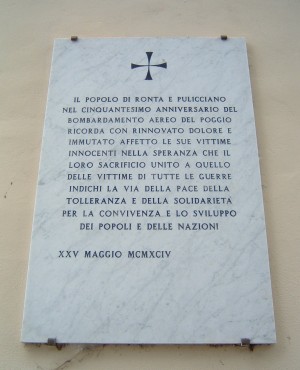 IL POPOLO DI RONTA E PULICCIANO
NEL CINQUANTESIMO ANNIVERSARIO DEL
BOMBARDAMENTO AEREO DEL POGGIO
RICORDA CON RINNOVATO DOLORE E
IMMUTATO AFFETTO LE SUE VITTIME
INNOCENTI NELLA SPERANZA CHE IL
LORO SACRIFICIO UNITO A QUELLO
DELLE VITTIME DI TUTTE LE GUERRE
INDICHI LA VIA DELLA PACE DELLA
TOLLERANZA E DELLA SOLIDARIETÀ
PER LA CONVIVENZA E LO SVILUPPO
DEI POPOLI E DELLE NAZIONI
XXV MAGGIO MCMXCIV